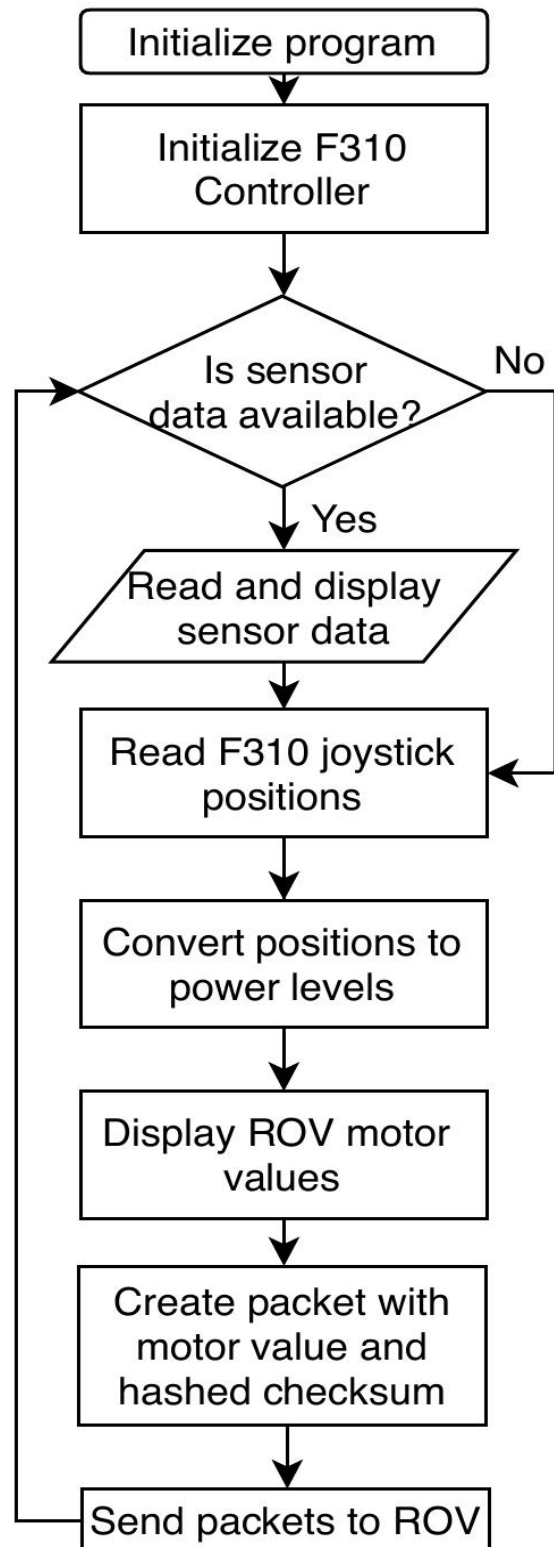 Initialize program
Initialize F310
Controller
Is sensor
data available?
No
Yes
Read and display
sensor data
Read F310 joystick
positions
Convert positions to
power levels
Display ROV motor
values
Create packet with
motor value and
hashed checksum
Send packets to ROV